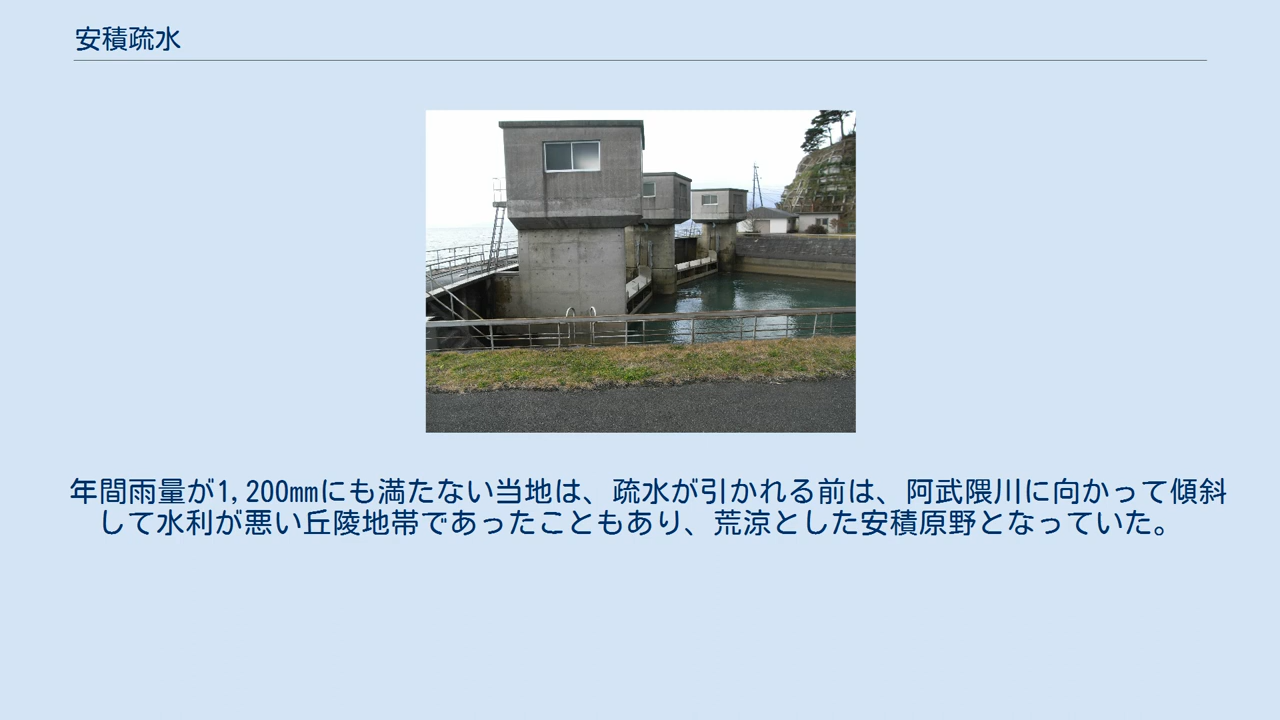 安積疏水
年間雨量が1,200㎜にも満たない当地は、疏水が引かれる前は、阿武隈川に向かって傾斜
して水利が悪い丘陵地帯であったこともあり、荒涼とした安積原野となっていた。